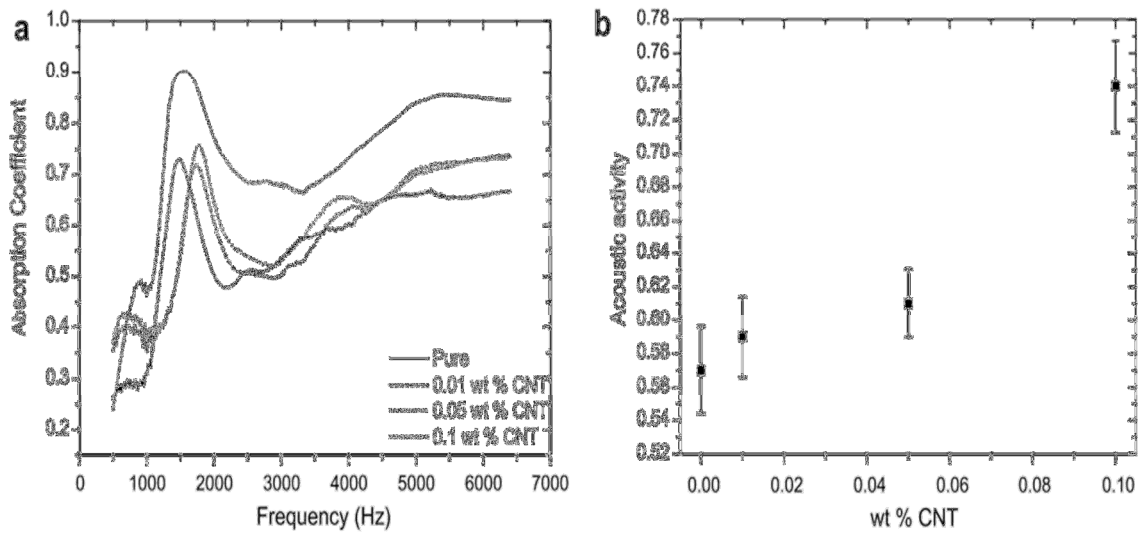 a
1.0
0.9
0.8
0.7
0.6
0.5
0.4
0.3
0.2
0 1000 2000 3000 4000 5000 6000 7000
Absorption Coefficient
Frequency (Hz)
Pure
0.01 wt % CNT
0.05 wt % CNT
0.1 wt % CNT
b
0.78
0.76
0.74
0.72
0.70
0.68
0.66
0.64
0.62
0.60
0.58
0.56
0.54
0.52
0.00 0.02 0.04 0.06 0.08 0.10
Acoustic activity
wt % CNT